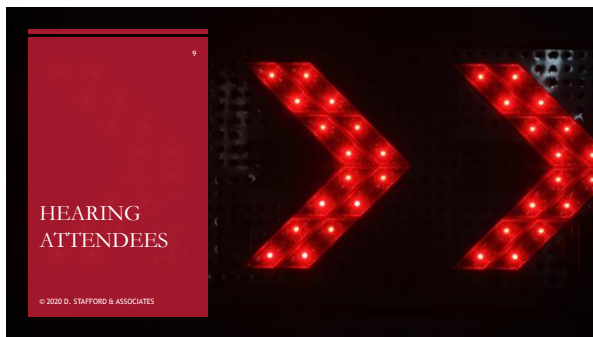 9
HEARING
ATTENDEES
© 2020 D. STAFFORD & ASSOCIATES